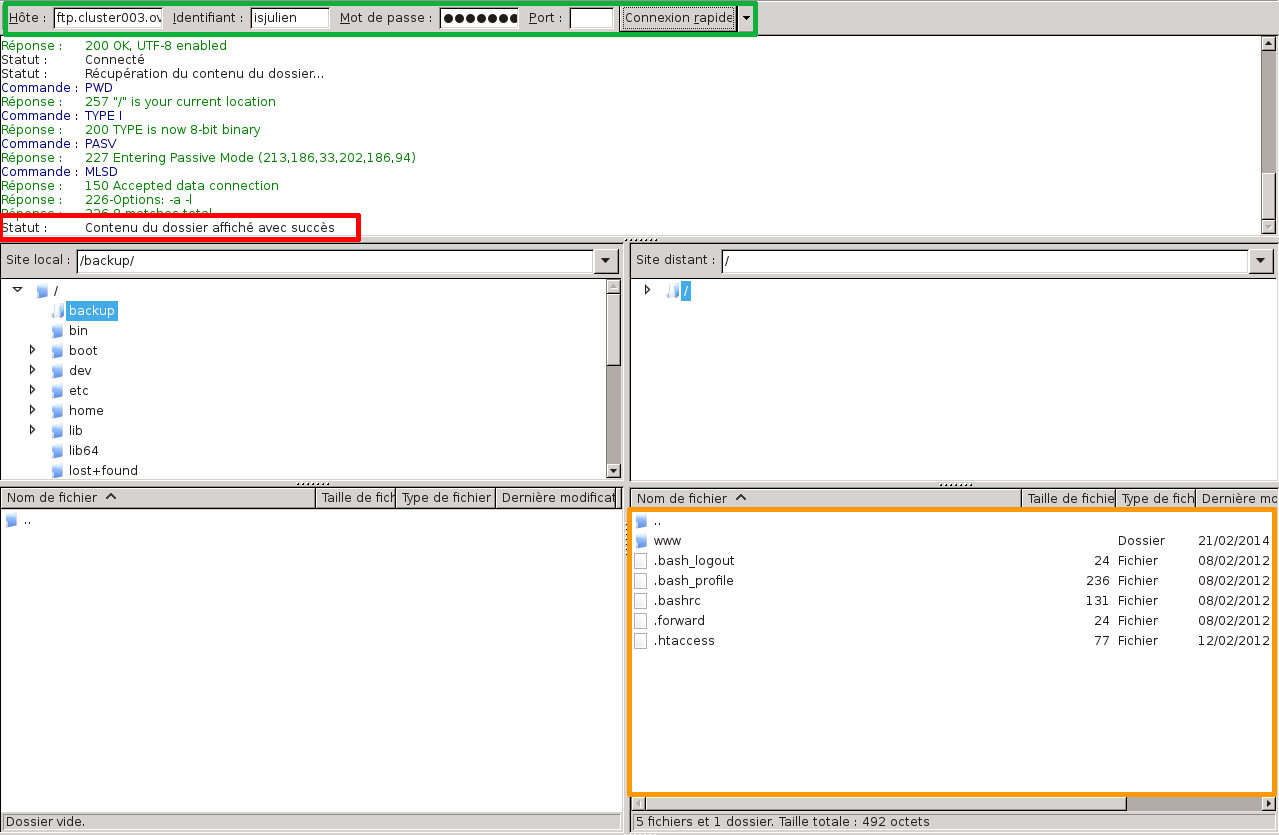 Hôte : ftp.cluster003.ov Identifiant : isjulien Mot de passe : ●●●●●●● Port : Connexion rapide
Réponse : 200 OK, UTF-8 enabled
Statut : Connecté
Statut : Récupération du contenu du dossier...
Commande : PWD
Réponse : 257 "/" is your current location
Commande : TYPE I
Réponse : 200 TYPE is now 8-bit binary
Commande : PASV
Réponse : 227 Entering Passive Mode (213,186,33,202,186,94)
Commande : MLSD
Réponse : 150 Accepted data connection
Réponse : 226-Options: -a -l
Réponse : 226 8 matches total
Statut : Contenu du dossier affiché avec succès
Site local : /backup/
/
backup
bin
boot
dev
etc
home
lib
lib64
lost+found
Nom de fichier Taille de fich Type de fichier Dernière modificat
..
Dossier vide.
Site distant : /
/
Nom de fichier Taille de fichie Type de fich Dernière mo
..
www Dossier 21/02/2014
.bash_logout 24 Fichier 08/02/2012
.bash_profile 236 Fichier 08/02/2012
.bashrc 131 Fichier 08/02/2012
.forward 24 Fichier 08/02/2012
.htaccess 77 Fichier 12/02/2012
5 fichiers et 1 dossier. Taille totale : 492 octets